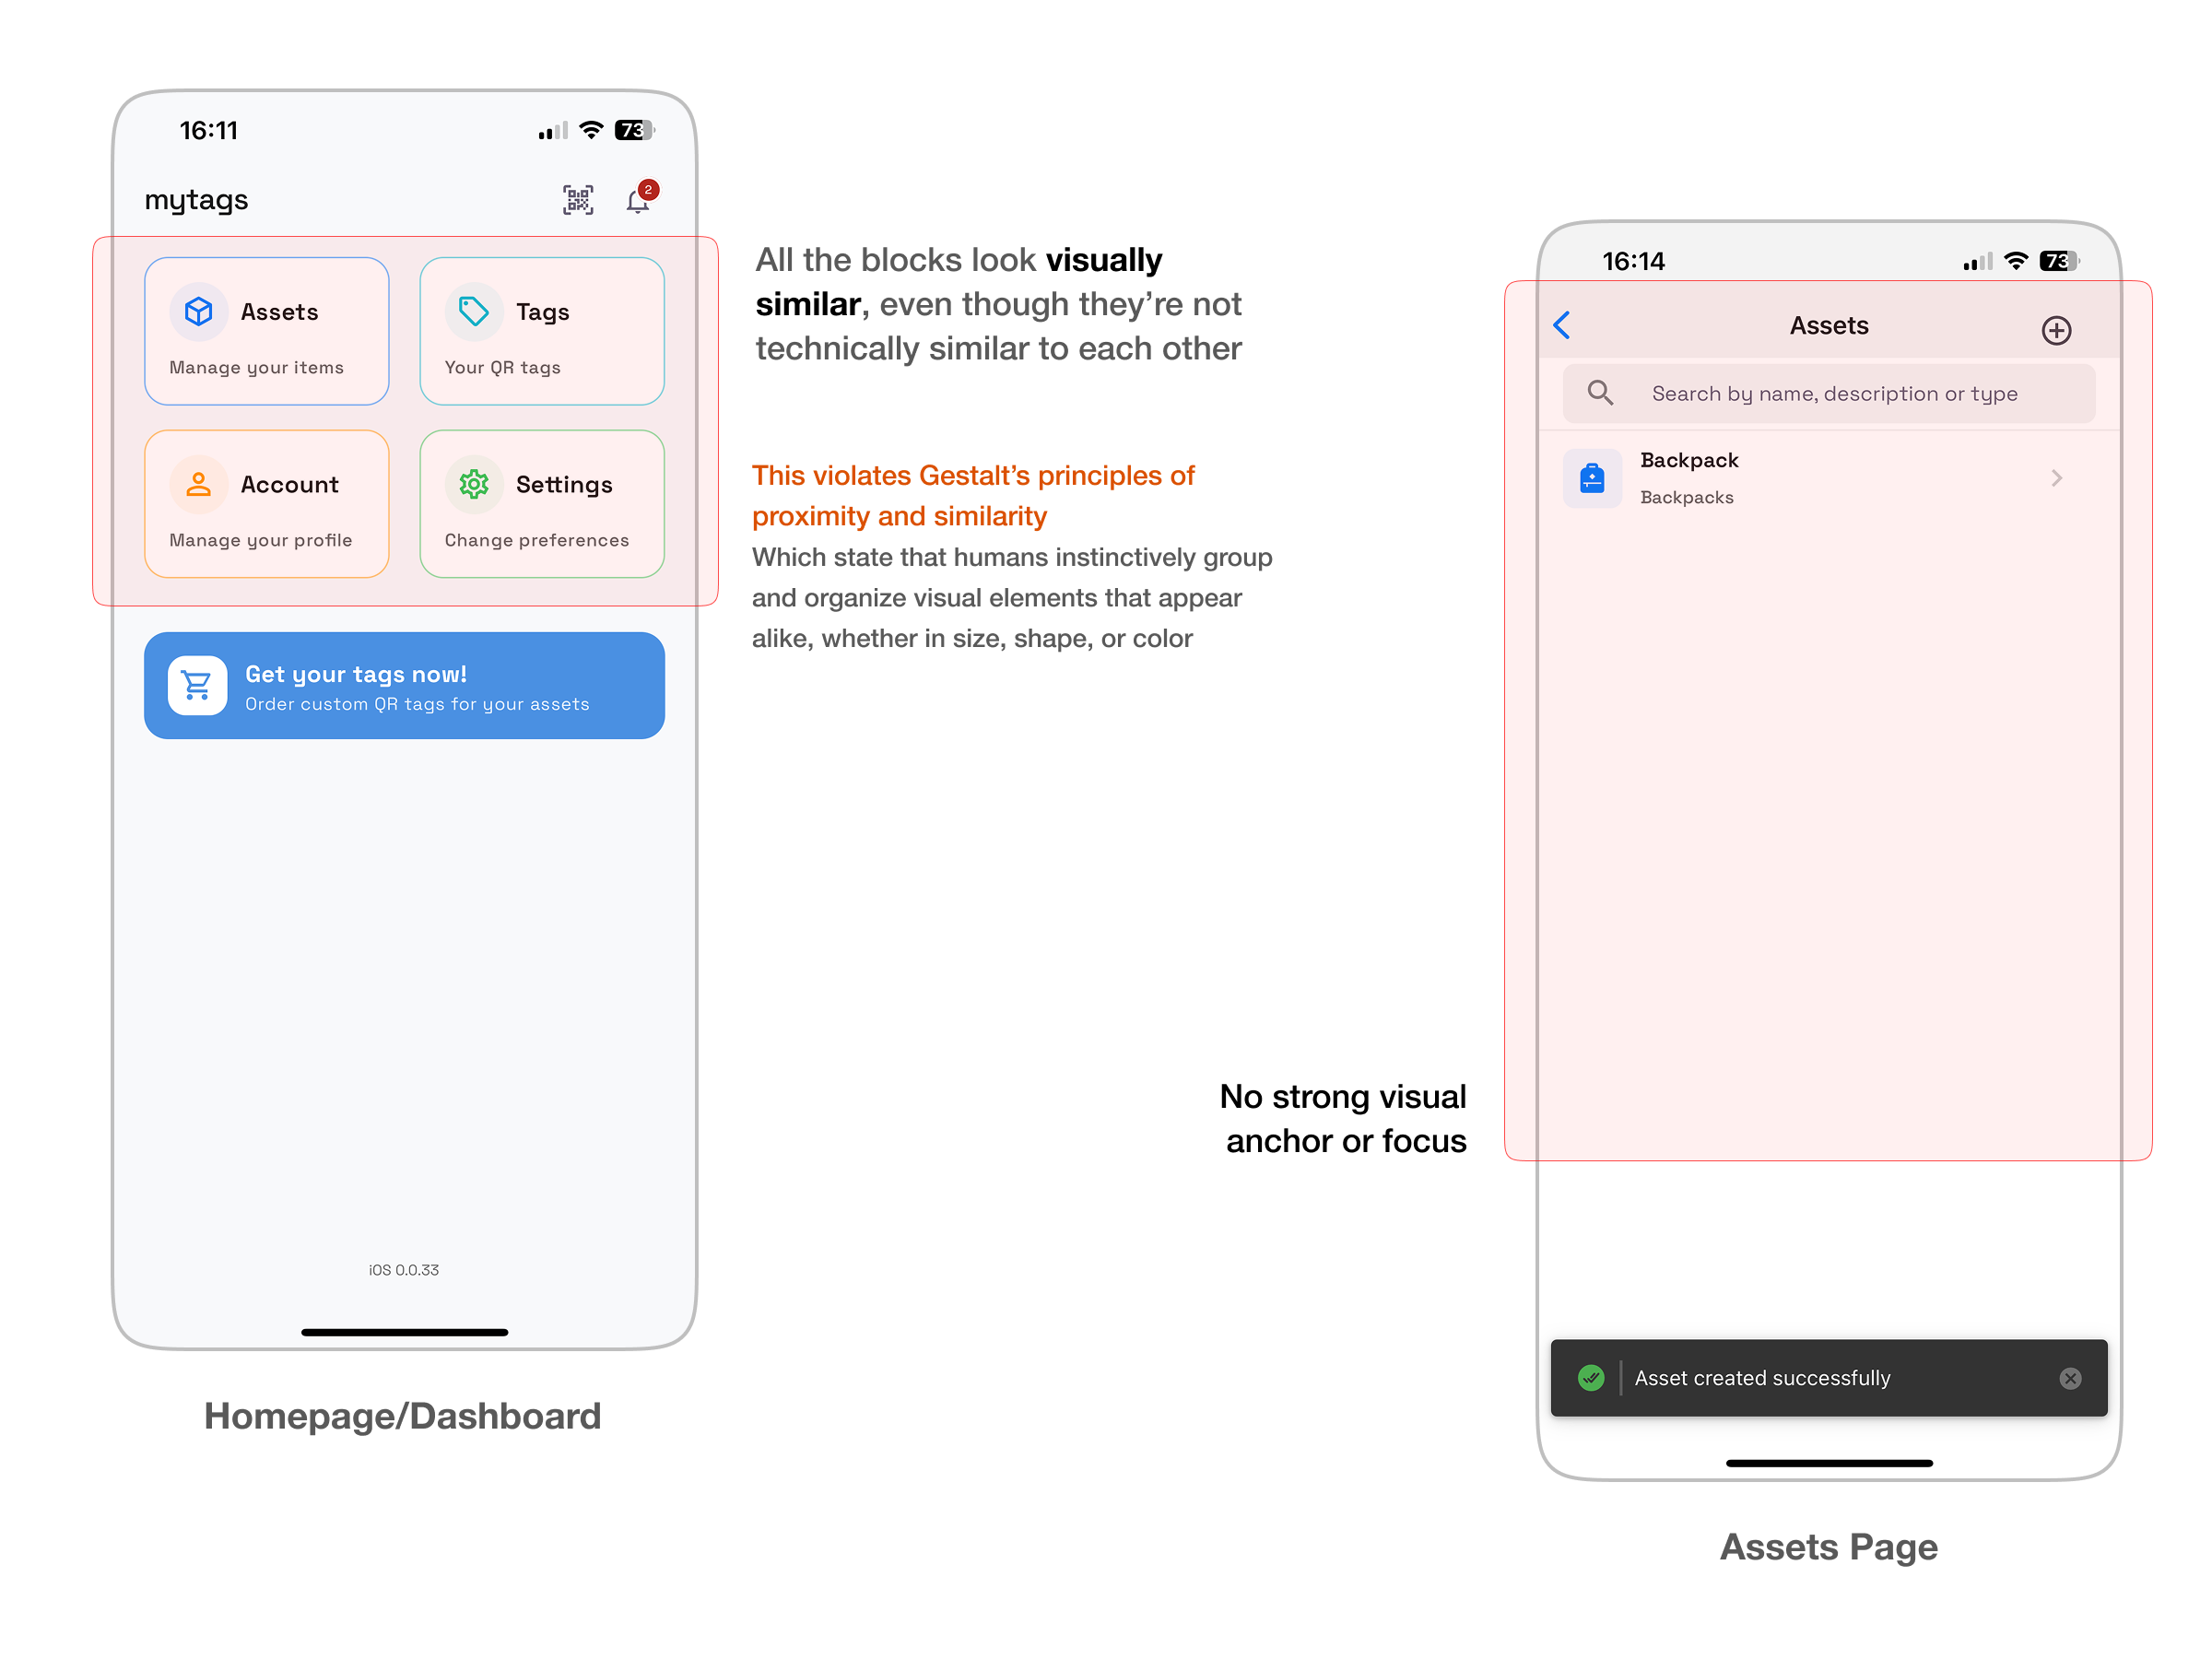 16:11
73
mytags
2
Assets
Manage your items
Tags
Your QR tags
Account
Manage your profile
Settings
Change preferences
Get your tags now!
Order custom QR tags for your assets
iOS 0.0.33
Homepage/Dashboard
All the blocks look visually
similar, even though they’re not
technically similar to each other
This violates Gestalt’s principles of
proximity and similarity
Which state that humans instinctively group
and organize visual elements that appear
alike, whether in size, shape, or color
No strong visual
anchor or focus
16:14
73
Assets
Search by name, description or type
Backpack
Backpacks
Asset created successfully
Assets Page